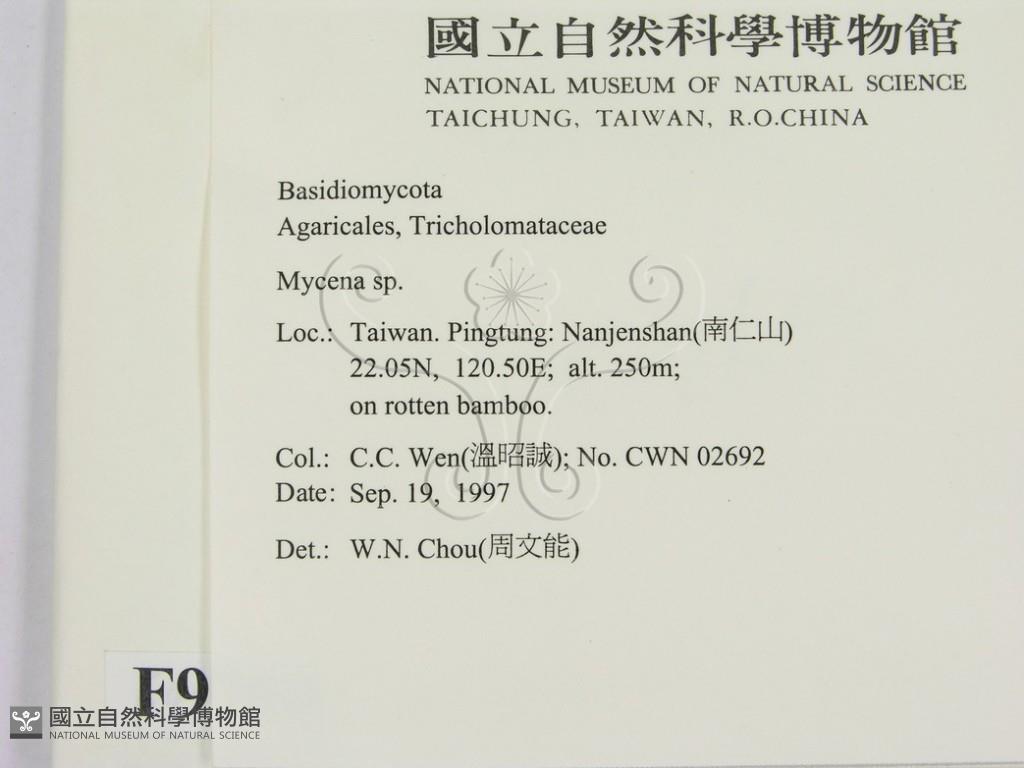 國立自然科學博物館
NATIONAL MUSEUM OF NATURAL SCIENCE
TAICHUNG, TAIWAN, R.O.CHINA
Basidiomycota
Agaricales, Tricholomataceae
Mycena sp.
Loc.: Taiwan. Pingtung: Nanjenshan(南仁山)
22.05N, 120.50E; alt. 250m;
on rotten bamboo.
Col.: C.C. Wen(溫昭誠); No. CWN 02692
Date: Sep. 19, 1997
Det.: W.N. Chou(周文能)
F9
國立自然科學博物館
NATIONAL MUSEUM OF NATURAL SCIENCE